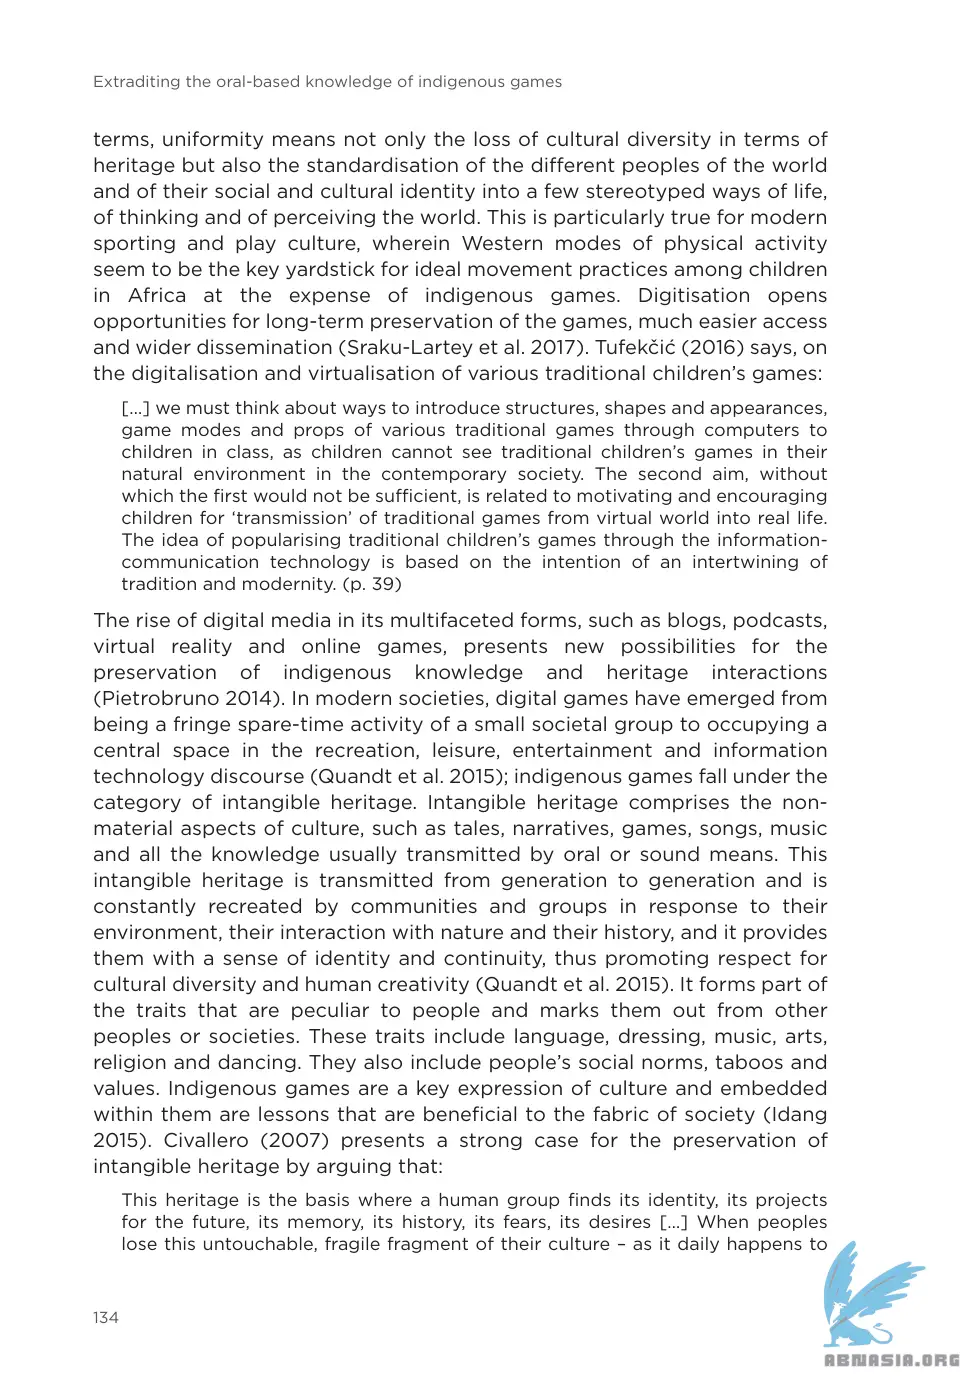 Extraditing the oral-based knowledge of indigenous games
terms, uniformity means not only the loss of cultural diversity in terms of
heritage but also the standardisation of the different peoples of the world
and of their social and cultural identity into a few stereotyped ways of life,
of thinking and of perceiving the world. This is particularly true for modern
sporting and play culture, wherein Western modes of physical activity
seem to be the key yardstick for ideal movement practices among children
in Africa at the expense of indigenous games. Digitisation opens
opportunities for long-term preservation of the games, much easier access
and wider dissemination (Sraku-Lartey et al. 2017). Tufekčić (2016) says, on
the digitalisation and virtualisation of various traditional children’s games:
[...] we must think about ways to introduce structures, shapes and appearances,
game modes and props of various traditional games through computers to
children in class, as children cannot see traditional children’s games in their
natural environment in the contemporary society. The second aim, without
which the first would not be sufficient, is related to motivating and encouraging
children for ‘transmission’ of traditional games from virtual world into real life.
The idea of popularising traditional children’s games through the information-
communication technology is based on the intention of an intertwining of
tradition and modernity. (p. 39)
The rise of digital media in its multifaceted forms, such as blogs, podcasts,
virtual reality and online games, presents new possibilities for the
preservation of indigenous knowledge and heritage interactions
(Pietrobruno 2014). In modern societies, digital games have emerged from
being a fringe spare-time activity of a small societal group to occupying a
central space in the recreation, leisure, entertainment and information
technology discourse (Quandt et al. 2015); indigenous games fall under the
category of intangible heritage. Intangible heritage comprises the non-
material aspects of culture, such as tales, narratives, games, songs, music
and all the knowledge usually transmitted by oral or sound means. This
intangible heritage is transmitted from generation to generation and is
constantly recreated by communities and groups in response to their
environment, their interaction with nature and their history, and it provides
them with a sense of identity and continuity, thus promoting respect for
cultural diversity and human creativity (Quandt et al. 2015). It forms part of
the traits that are peculiar to people and marks them out from other
peoples or societies. These traits include language, dressing, music, arts,
religion and dancing. They also include people’s social norms, taboos and
values. Indigenous games are a key expression of culture and embedded
within them are lessons that are beneficial to the fabric of society (Idang
2015). Civallero (2007) presents a strong case for the preservation of
intangible heritage by arguing that:
This heritage is the basis where a human group finds its identity, its projects
for the future, its memory, its history, its fears, its desires [...] When peoples
lose this untouchable, fragile fragment of their culture – as it daily happens to
134
ABNASIA.ORG